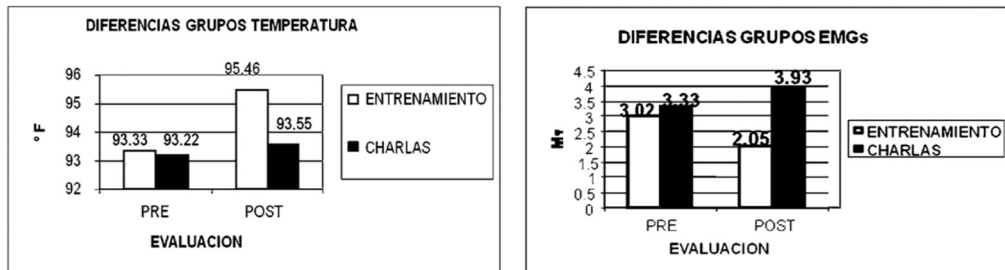 DIFERENCIAS GRUPOS TEMPERATURA
96
95
94
93
92
° F
95.46
93.33
93.22
93.55
PRE
POST
EVALUACION
ENTRENAMIENTO
CHARLAS
DIFERENCIAS GRUPOS EMGs
4.5
4
3.5
3
2.5
2
1.5
1
0.5
0
Mv
3.02
3.33
2.05
3.93
PRE
POST
EVALUACION
ENTRENAMIENTO
CHARLAS